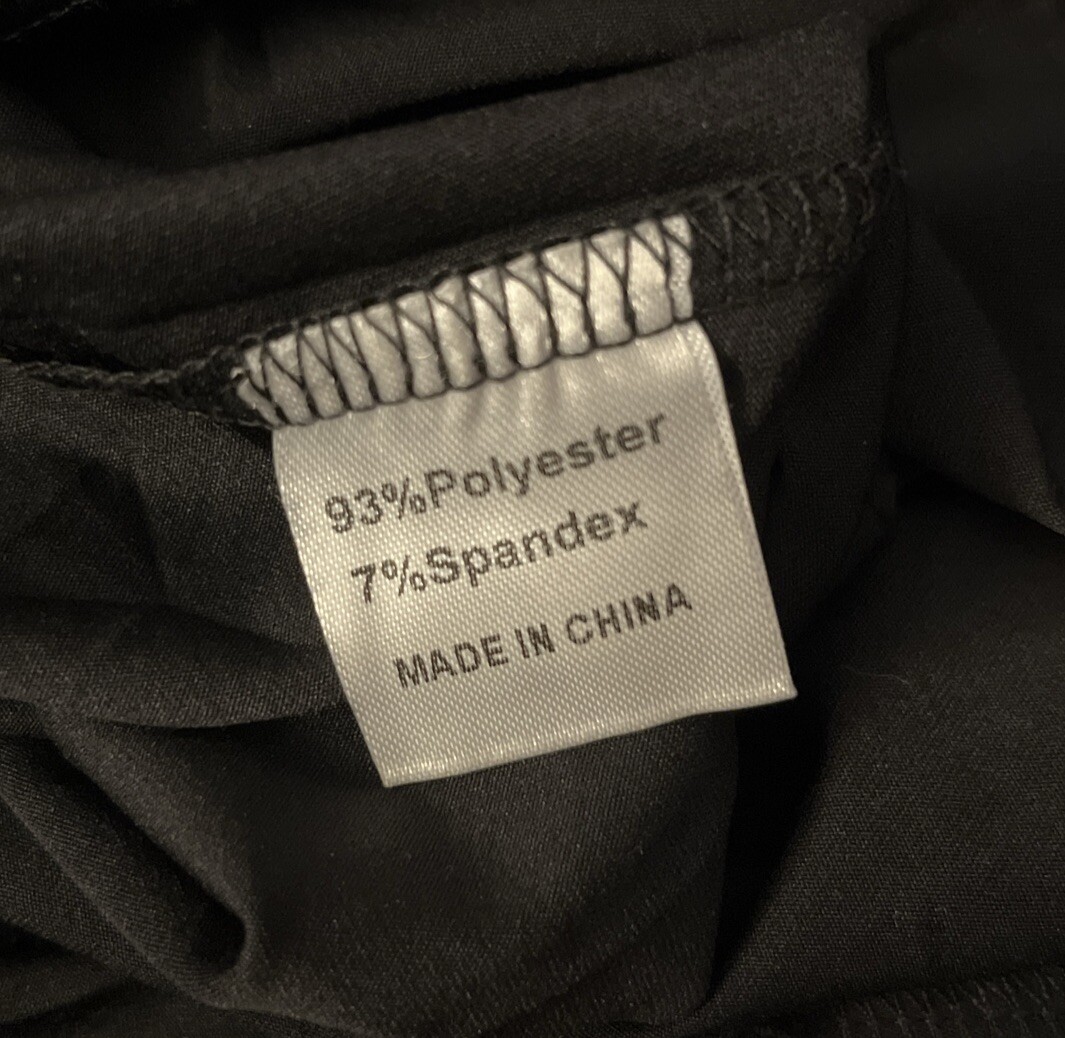 93%Polyester
7%Spandex
MADE IN CHINA